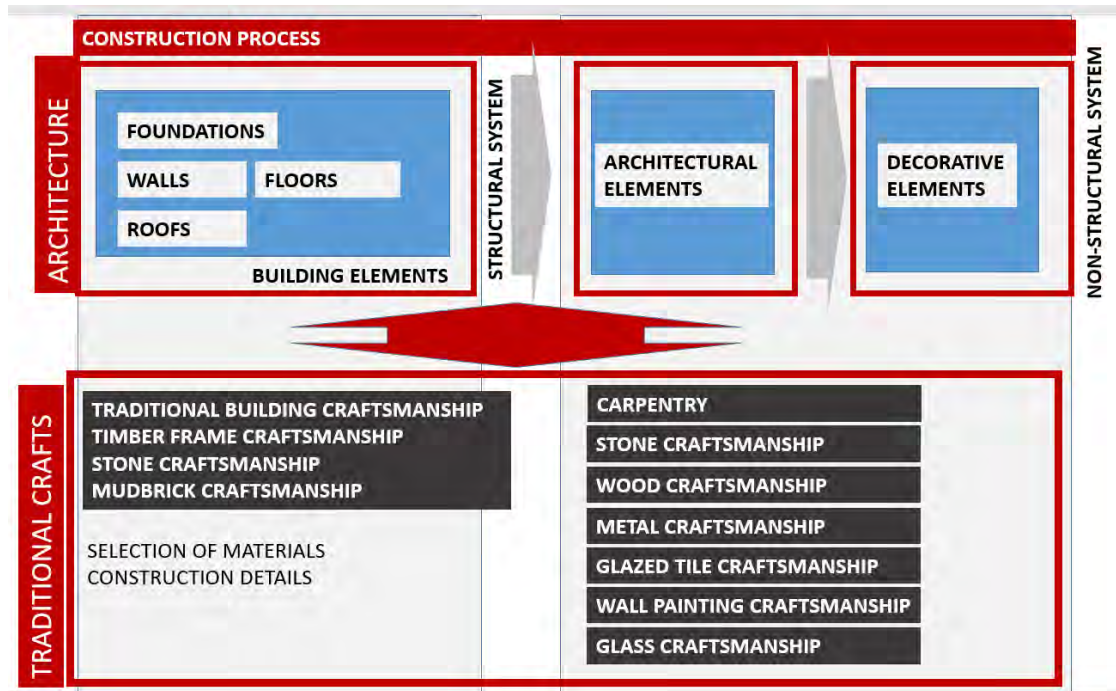 CONSTRUCTION PROCESS
ARCHITECTURE
FOUNDATIONS
WALLS
FLOORS
ROOFS
BUILDING ELEMENTS
STRUCTURAL SYSTEM
ARCHITECTURAL
ELEMENTS
DECORATIVE
ELEMENTS
NON-STRUCTURAL SYSTEM
TRADITIONAL CRAFTS
TRADITIONAL BUILDING CRAFTSMANSHIP
TIMBER FRAME CRAFTSMANSHIP
STONE CRAFTSMANSHIP
MUDBRICK CRAFTSMANSHIP
SELECTION OF MATERIALS
CONSTRUCTION DETAILS
CARPENTRY
STONE CRAFTSMANSHIP
WOOD CRAFTSMANSHIP
METAL CRAFTSMANSHIP
GLAZED TILE CRAFTSMANSHIP
WALL PAINTING CRAFTSMANSHIP
GLASS CRAFTSMANSHIP